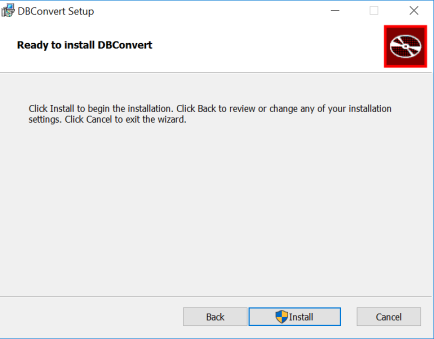 DBConvert Setup
Ready to install DBConvert
Click Install to begin the installation. Click Back to review or change any of your installation
settings. Click Cancel to exit the wizard.
Back
Install
Cancel